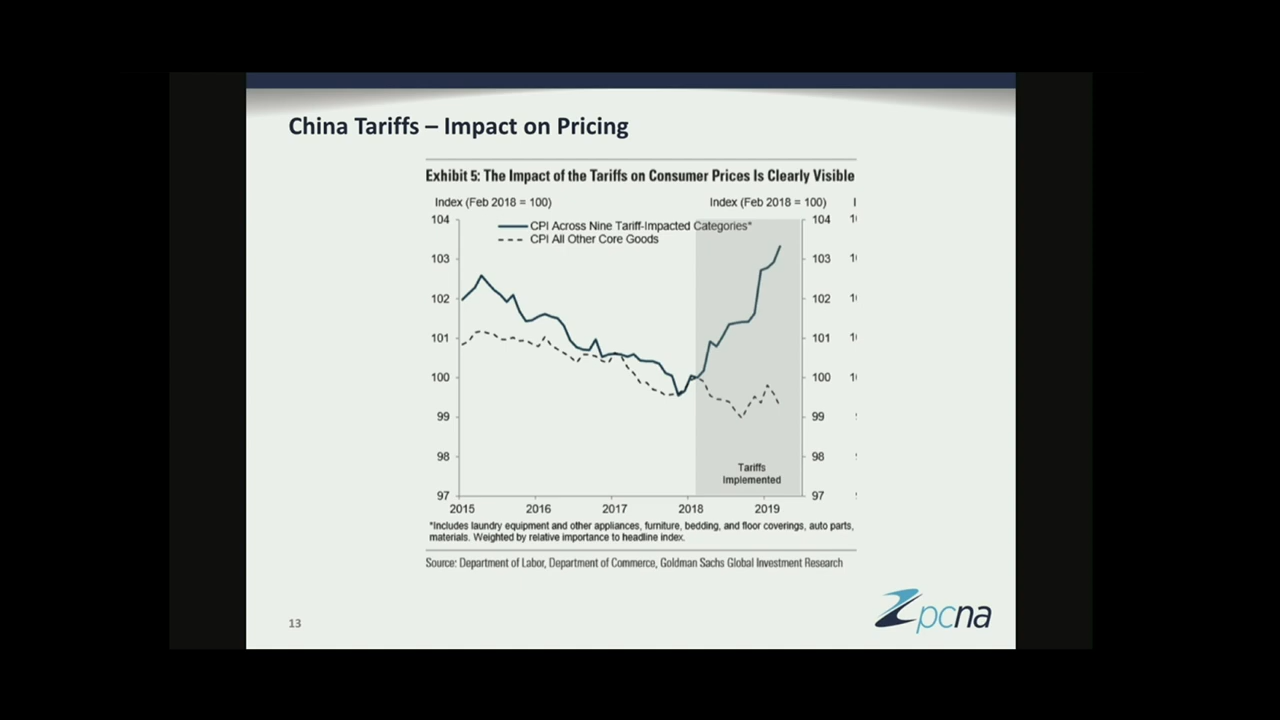 China Tariffs – Impact on Pricing
Exhibit 5: The Impact of the Tariffs on Consumer Prices Is Clearly Visible
Index (Feb 2018 = 100)
Index (Feb 2018 = 100)
CPI Across Nine Tariff-Impacted Categories*
CPI All Other Core Goods
104
103
102
101
100
99
98
97
104
103
102
101
100
99
98
97
Tariffs
Implemented
2015 2016 2017 2018 2019
*Includes laundry equipment and other appliances, furniture, bedding, and floor coverings, auto parts,
materials. Weighted by relative importance to headline index.
Source: Department of Labor, Department of Commerce, Goldman Sachs Global Investment Research
13
pcna